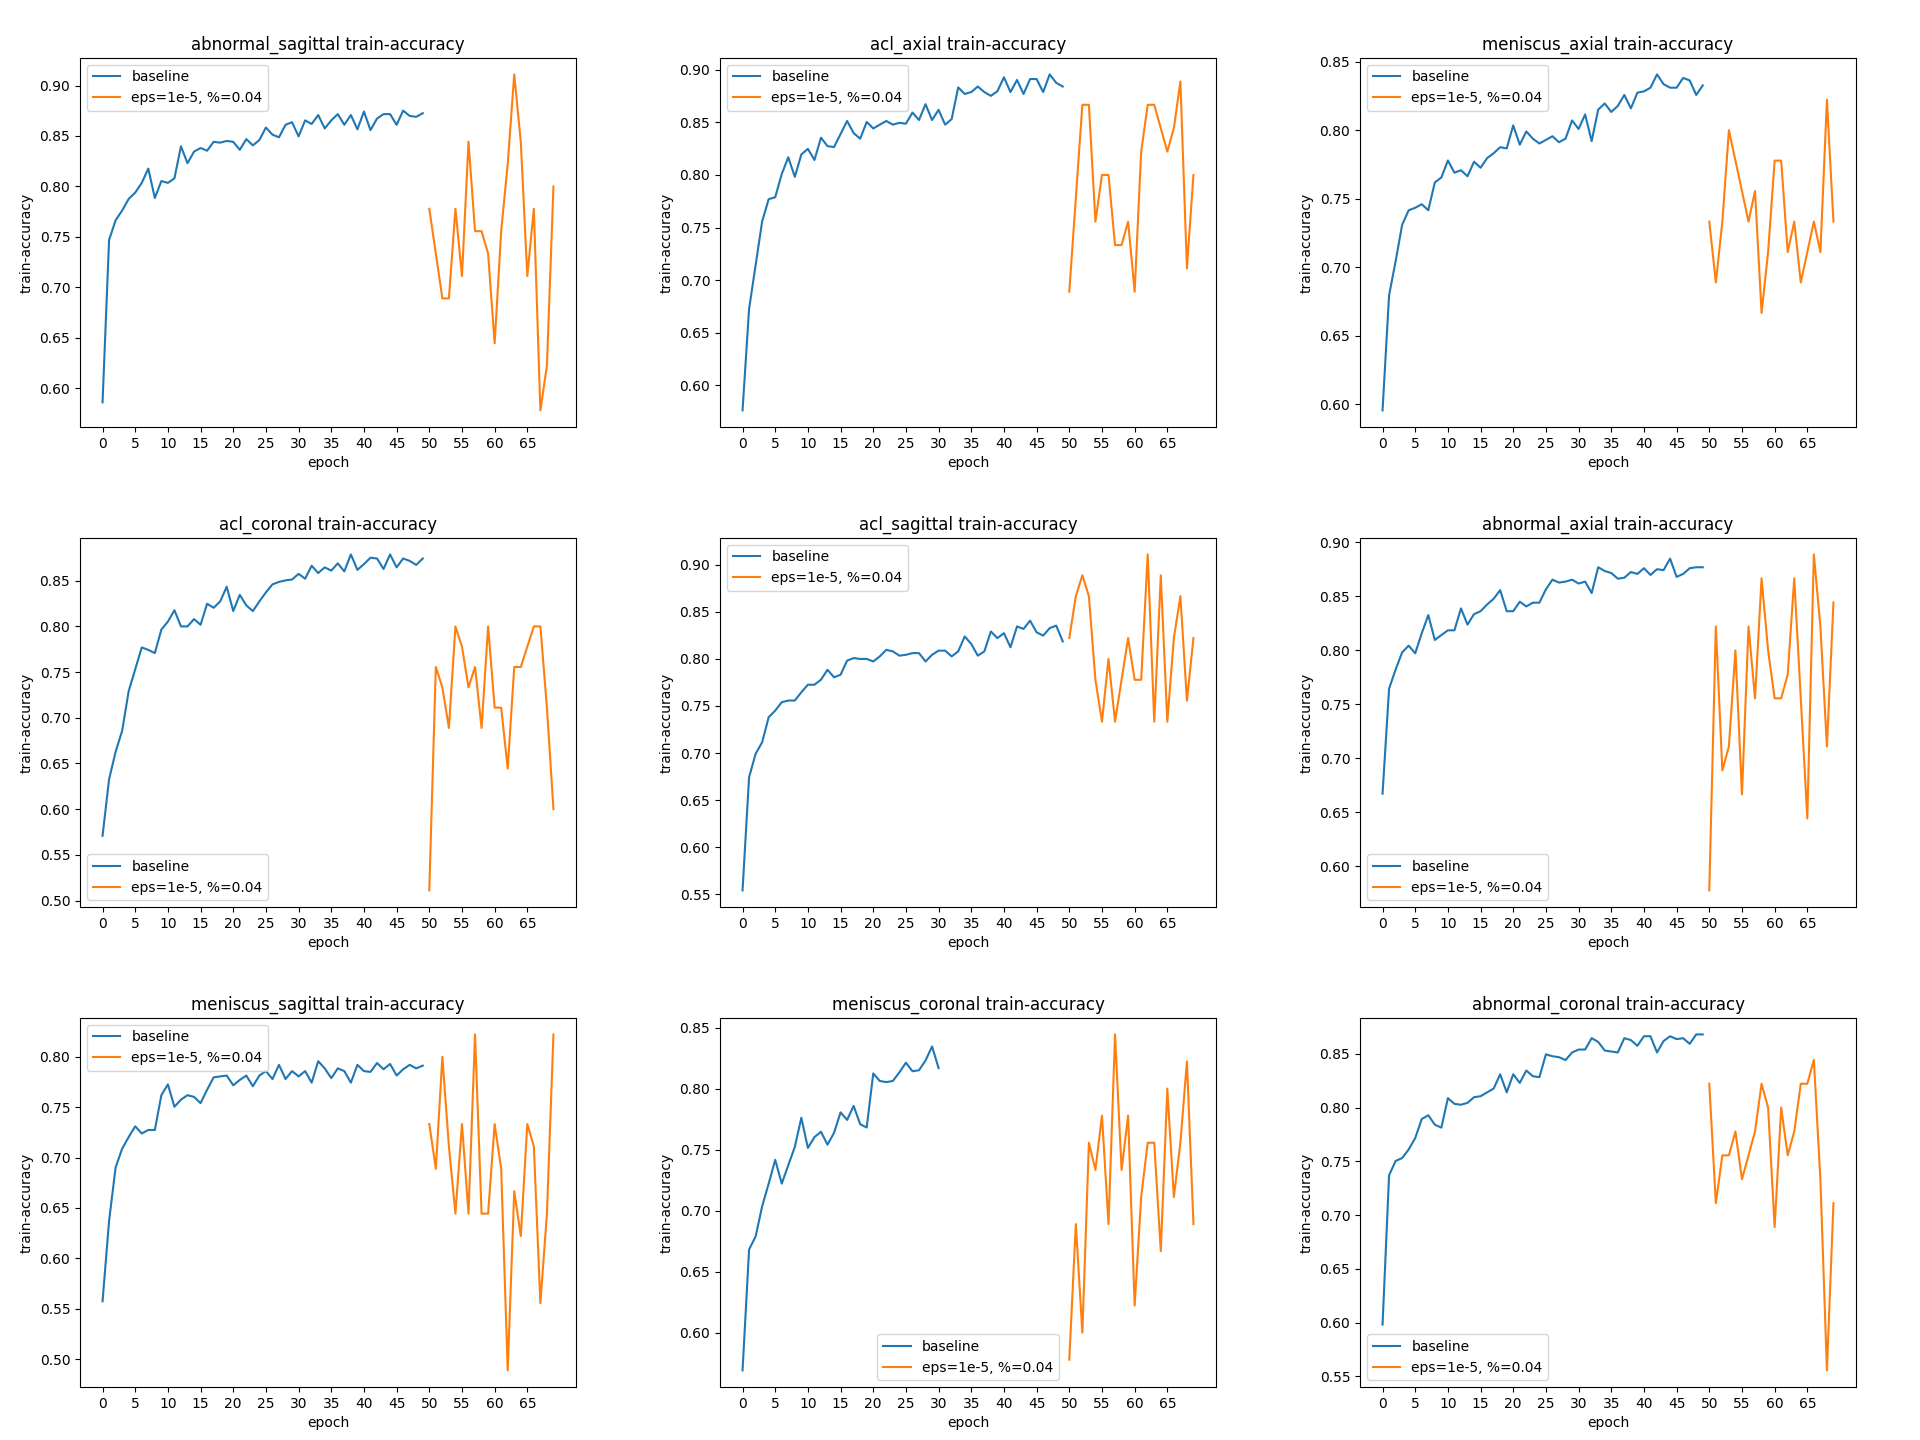 abnormal_sagittal train-accuracy
baseline
eps=1e-5, %=0.04
train-accuracy
0.90
0.85
0.80
0.75
0.70
0.65
0.60
0 5 10 15 20 25 30 35 40 45 50 55 60 65
epoch
acl_axial train-accuracy
baseline
eps=1e-5, %=0.04
train-accuracy
0.90
0.85
0.80
0.75
0.70
0.65
0.60
0 5 10 15 20 25 30 35 40 45 50 55 60 65
epoch
meniscus_axial train-accuracy
baseline
eps=1e-5, %=0.04
train-accuracy
0.85
0.80
0.75
0.70
0.65
0.60
0 5 10 15 20 25 30 35 40 45 50 55 60 65
epoch
acl_coronal train-accuracy
train-accuracy
0.85
0.80
0.75
0.70
0.65
0.60
0.55
0.50
baseline
eps=1e-5, %=0.04
0 5 10 15 20 25 30 35 40 45 50 55 60 65
epoch
acl_sagittal train-accuracy
baseline
eps=1e-5, %=0.04
train-accuracy
0.90
0.85
0.80
0.75
0.70
0.65
0.60
0.55
0 5 10 15 20 25 30 35 40 45 50 55 60 65
epoch
abnormal_axial train-accuracy
train-accuracy
0.90
0.85
0.80
0.75
0.70
0.65
0.60
baseline
eps=1e-5, %=0.04
0 5 10 15 20 25 30 35 40 45 50 55 60 65
epoch
meniscus_sagittal train-accuracy
baseline
eps=1e-5, %=0.04
train-accuracy
0.80
0.75
0.70
0.65
0.60
0.55
0.50
0 5 10 15 20 25 30 35 40 45 50 55 60 65
epoch
meniscus_coronal train-accuracy
train-accuracy
0.85
0.80
0.75
0.70
0.65
0.60
baseline
eps=1e-5, %=0.04
0 5 10 15 20 25 30 35 40 45 50 55 60 65
epoch
abnormal_coronal train-accuracy
train-accuracy
0.85
0.80
0.75
0.70
0.65
0.60
0.55
baseline
eps=1e-5, %=0.04
0 5 10 15 20 25 30 35 40 45 50 55 60 65
epoch